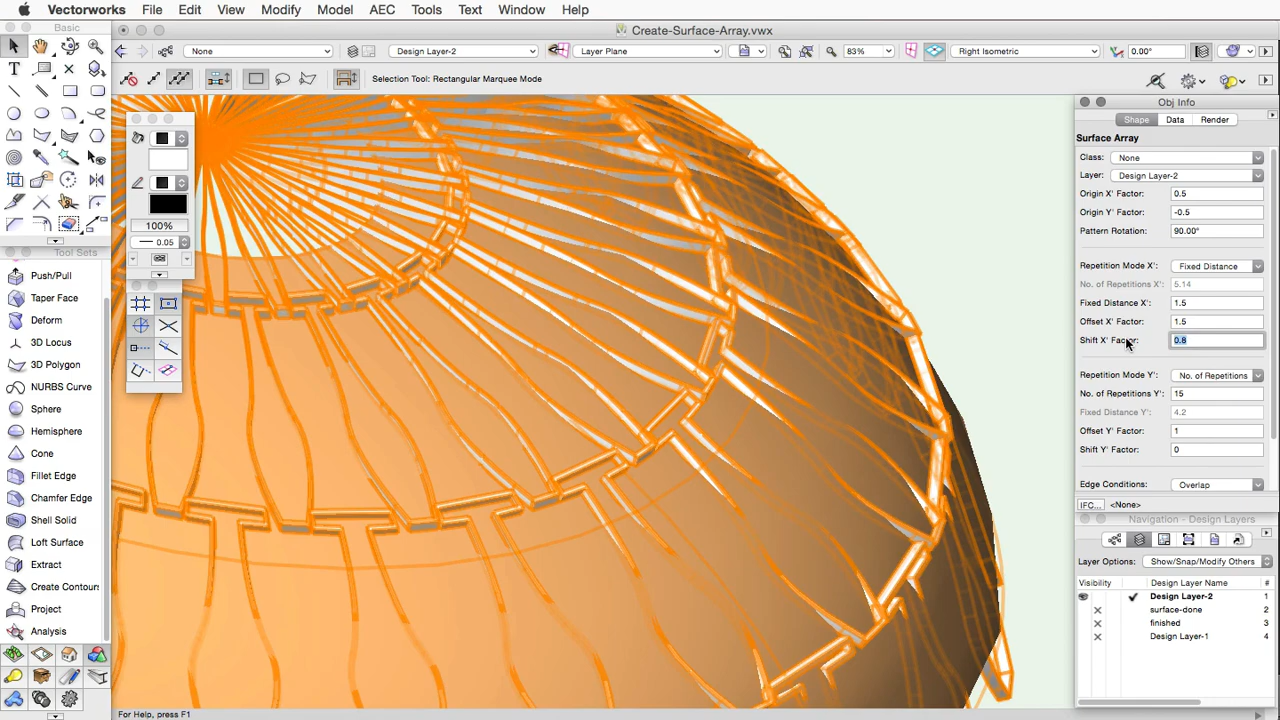 Vectorworks File Edit View Modify Model AEC Tools Text Window Help
Basic
Create-Surface-Array.vwx
None
Design Layer-2
Layer Plane
83%
Right Isometric
0.00°
Selection Tool: Rectangular Marquee Mode
100%
0.05
Tool Sets
Push/Pull
Taper Face
Deform
3D Locus
3D Polygon
NURBS Curve
Sphere
Hemisphere
Cone
Fillet Edge
Chamfer Edge
Shell Solid
Loft Surface
Extract
Create Contours
Project
Analysis
Obj Info
Shape Data Render
Surface Array
Class: None
Layer: Design Layer-2
Origin X' Factor: 0.5
Origin Y' Factor: -0.5
Pattern Rotation: 90.00°
Repetition Mode X': Fixed Distance
No. of Repetitions X': 5.14
Fixed Distance X': 1.5
Offset X' Factor: 1.5
Shift X' Factor: 0.8
Repetition Mode Y': No. of Repetitions
No. of Repetitions Y': 15
Fixed Distance Y': 4.2
Offset Y' Factor: 1
Shift Y' Factor: 0
Edge Conditions: Overlap
IFC... <None>
Navigation - Design Layers
Layer Options: Show/Snap/Modify Others
Visibility Design Layer Name #
Design Layer-2 1
surface-done 2
finished 3
Design Layer-1 4
For Help, press F1